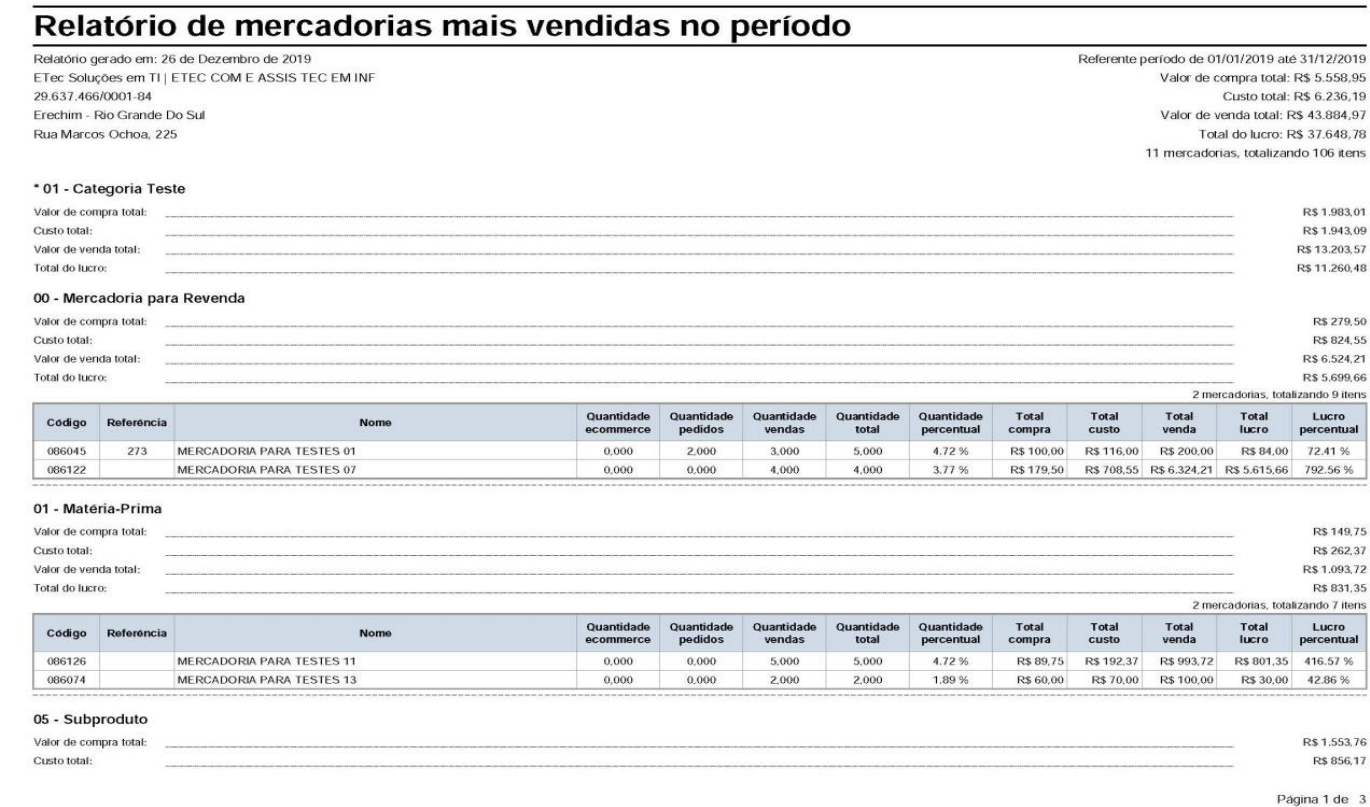 Relatório de mercadorias mais vendidas no período
Relatório gerado em: 26 de Dezembro de 2019 Referente período de 01/01/2019 até 31/12/2019
ETec Soluções em TI | ETEC COM E ASSIS TEC EM INF Valor de compra total: R$ 5.558,95
29.637.466/0001-84 Custo total: R$ 6.236,19
Erechim - Rio Grande Do Sul Valor de venda total: R$ 43.884,97
Rua Marcos Ochoa, 225 Total do lucro: R$ 37.648,78
11 mercadorias, totalizando 106 itens
* 01 - Categoria Teste
Valor de compra total: R$ 1.983,01
Custo total: R$ 1.943,09
Valor de venda total: R$ 13.203,57
Total do lucro: R$ 11.260,48
00 - Mercadoria para Revenda
Valor de compra total: R$ 279,50
Custo total: R$ 824,55
Valor de venda total: R$ 6.524,21
Total do lucro: R$ 5.699,66
2 mercadorias, totalizando 9 itens
Código Referência Nome Quantidade ecommerce Quantidade pedidos Quantidade vendas Quantidade total Quantidade percentual Total compra Total custo Total venda Total lucro Lucro percentual
086045 273 MERCADORIA PARA TESTES 01 0,000 2,000 3,000 5,000 4.72 % R$ 100,00 R$ 116,00 R$ 200,00 R$ 84,00 72.41 %
086122 MERCADORIA PARA TESTES 07 0,000 0,000 4,000 4,000 3.77 % R$ 179,50 R$ 708,55 R$ 6.324,21 R$ 5.615,66 792.56 %
01 - Matéria-Prima
Valor de compra total: R$ 149,75
Custo total: R$ 262,37
Valor de venda total: R$ 1.093,72
Total do lucro: R$ 831,35
2 mercadorias, totalizando 7 itens
Código Referência Nome Quantidade ecommerce Quantidade pedidos Quantidade vendas Quantidade total Quantidade percentual Total compra Total custo Total venda Total lucro Lucro percentual
086126 MERCADORIA PARA TESTES 11 0,000 0,000 5,000 5,000 4.72 % R$ 89,75 R$ 192,37 R$ 993,72 R$ 801,35 416.57 %
086074 MERCADORIA PARA TESTES 13 0,000 0,000 2,000 2,000 1.89 % R$ 60,00 R$ 70,00 R$ 100,00 R$ 30,00 42.86 %
05 - Subproduto
Valor de compra total: R$ 1.553,76
Custo total: R$ 856,17
Página 1 de 3